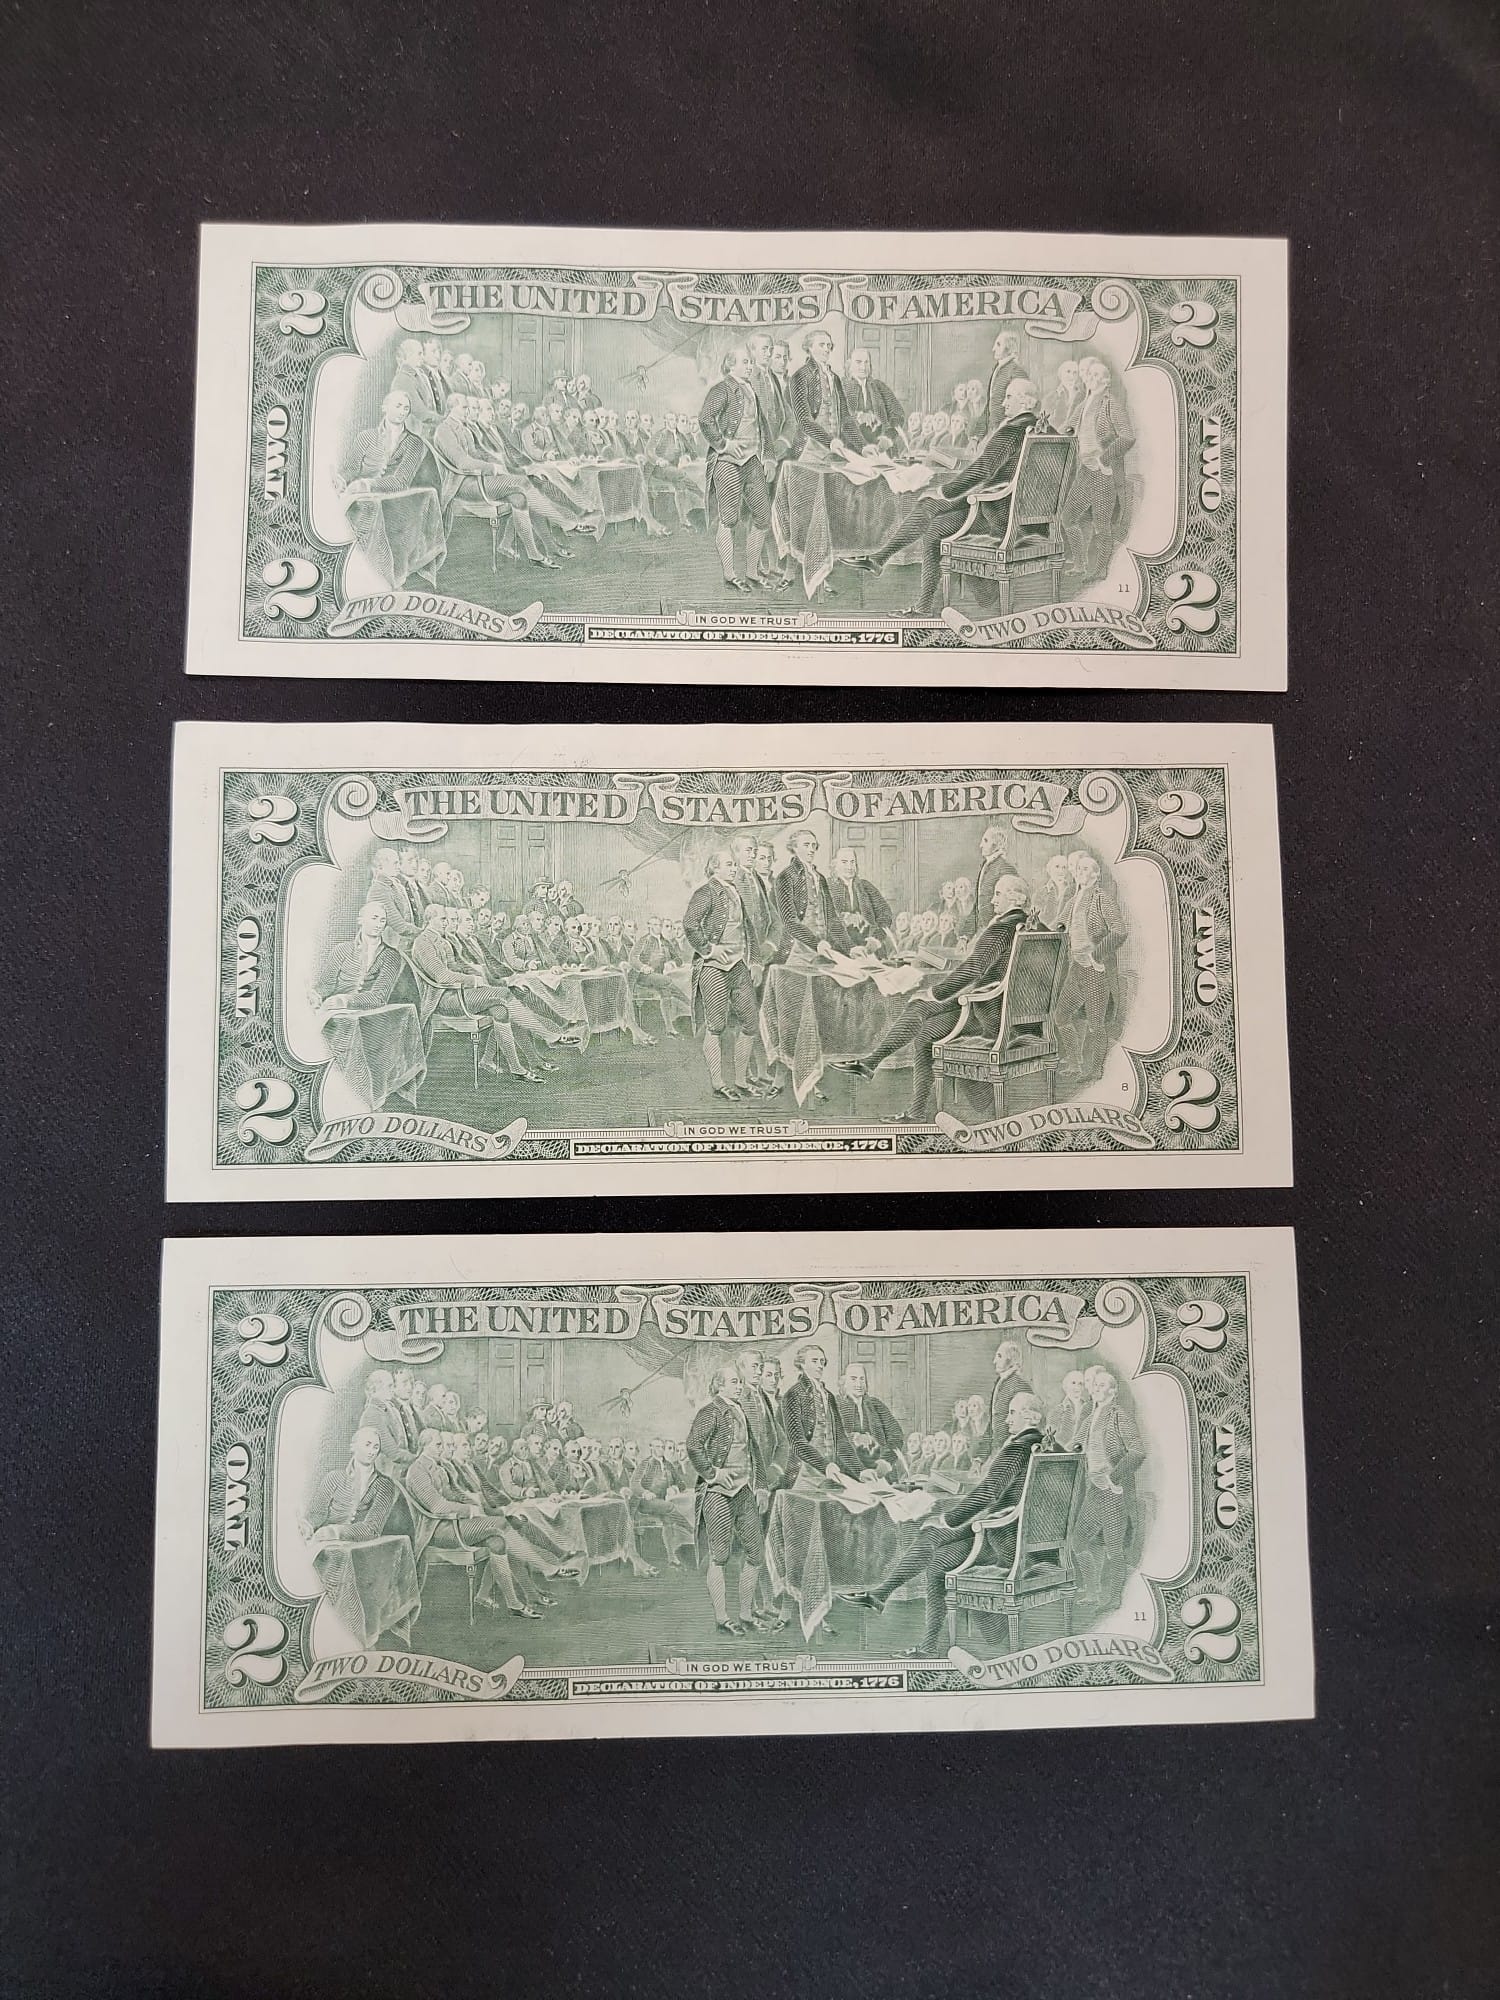 2 THE UNITED STATES OF AMERICA 2
TWO TWO
11
2 TWO DOLLARS IN GOD WE TRUST TWO DOLLARS 2
DECLARATION OF INDEPENDENCE, 1776
2 THE UNITED STATES OF AMERICA 2
TWO TWO
8
2 TWO DOLLARS IN GOD WE TRUST TWO DOLLARS 2
DECLARATION OF INDEPENDENCE, 1776
2 THE UNITED STATES OF AMERICA 2
TWO TWO
11
2 TWO DOLLARS IN GOD WE TRUST TWO DOLLARS 2
DECLARATION OF INDEPENDENCE, 1776